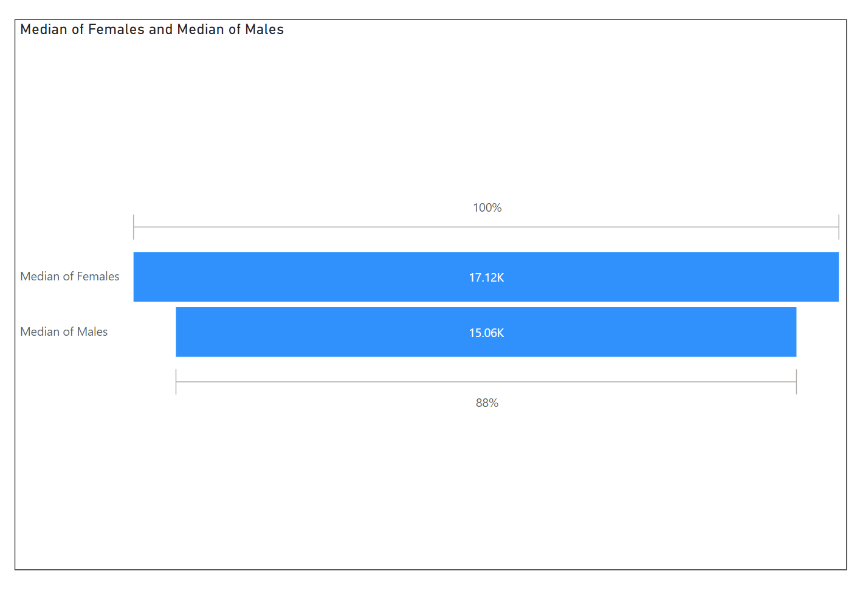 Median of Females and Median of Males
100%
Median of Females
17.12K
Median of Males
15.06K
88%